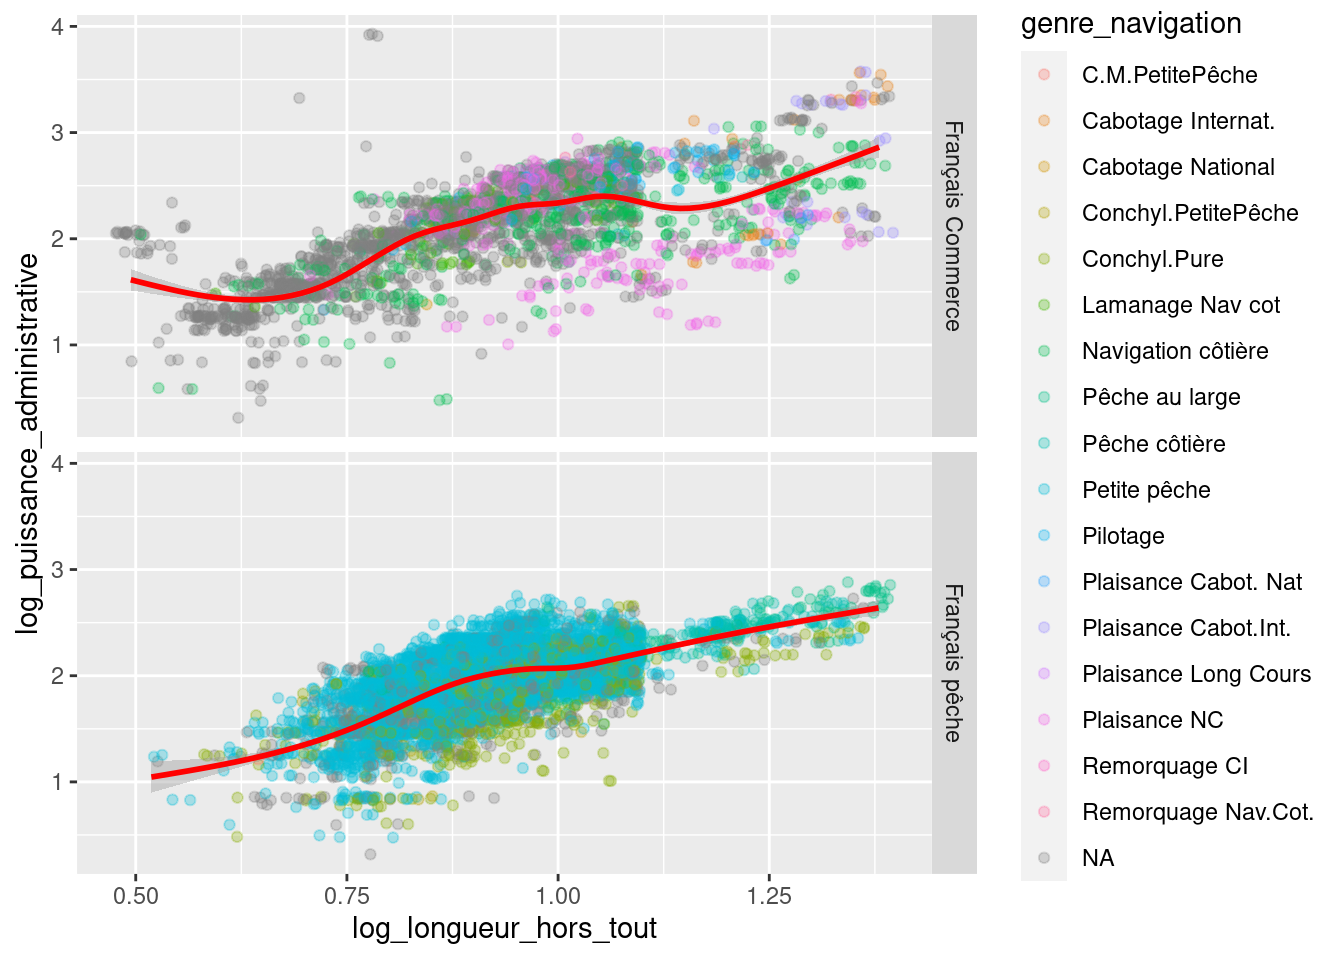 genre_navigation
C.M.PetitePêche
Cabotage Internat.
Cabotage National
Conchyl.PetitePêche
Conchyl.Pure
Lamanage Nav cot
Navigation côtière
Pêche au large
Pêche côtière
Petite pêche
Pilotage
Plaisance Cabot. Nat
Plaisance Cabot.Int.
Plaisance Long Cours
Plaisance NC
Remorquage CI
Remorquage Nav.Cot.
NA
log_puissance_administrative
4
3
2
1
Français Commerce
4
3
2
1
Français pêche
0.50
0.75
1.00
1.25
log_longueur_hors_tout